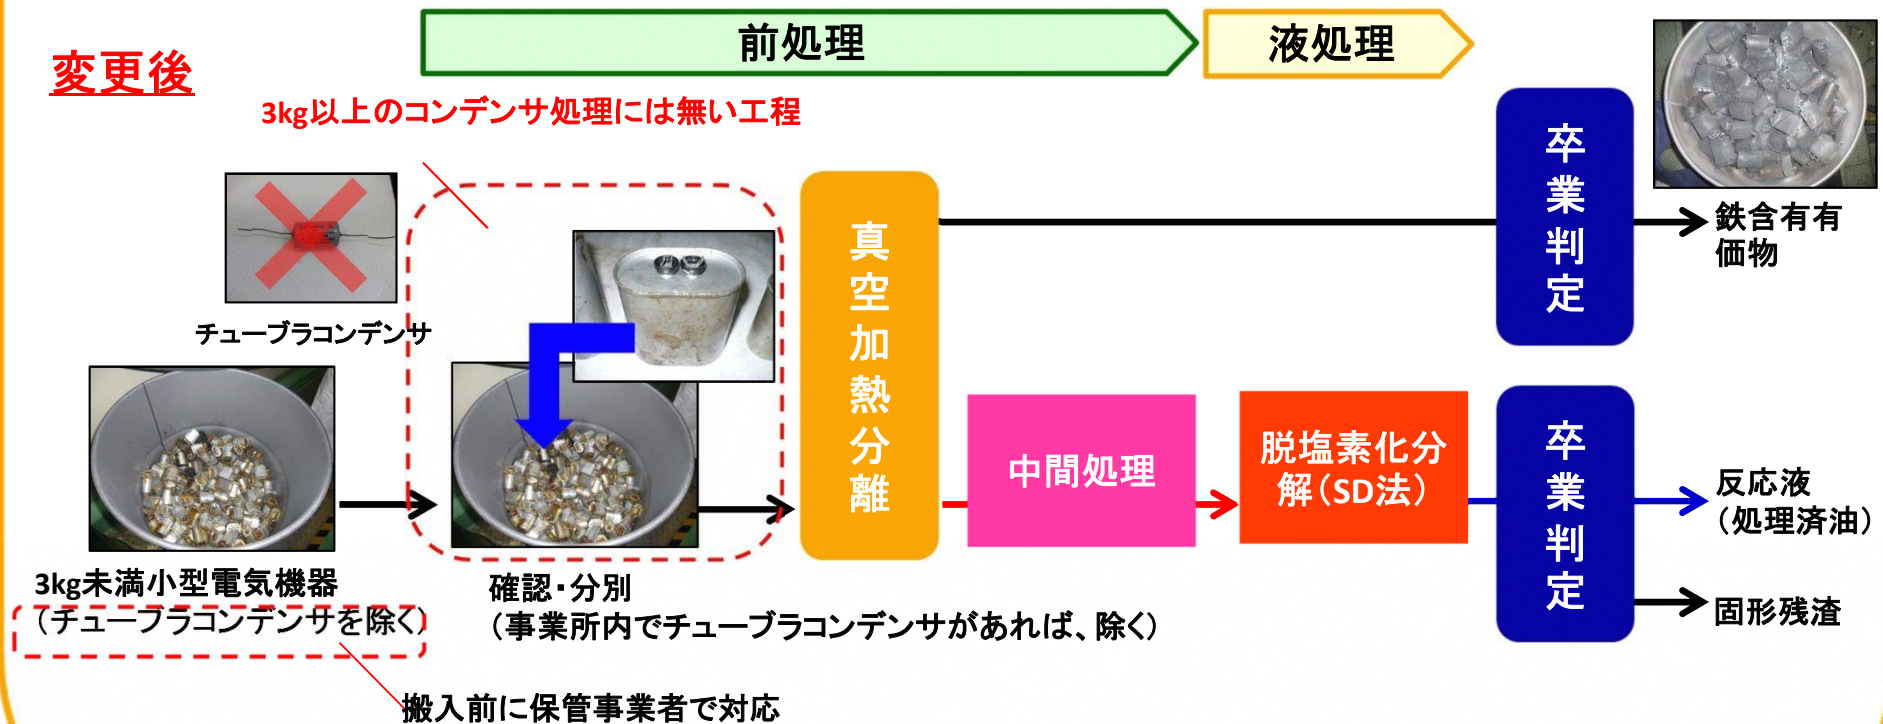 前処理
液処理
変更後
3kg以上のコンデンサ処理には無い工程
チューブラコンデンサ
真空加熱分離
卒業判定
鉄含有有
価物
中間処理
脱塩素化分
解（SD法）
卒業判定
反応液
（処理済油）
固形残渣
3kg未満小型電気機器
（チューブラコンデンサを除く）
確認・分別
（事業所内でチューブラコンデンサがあれば、除く）
搬入前に保管事業者で対応